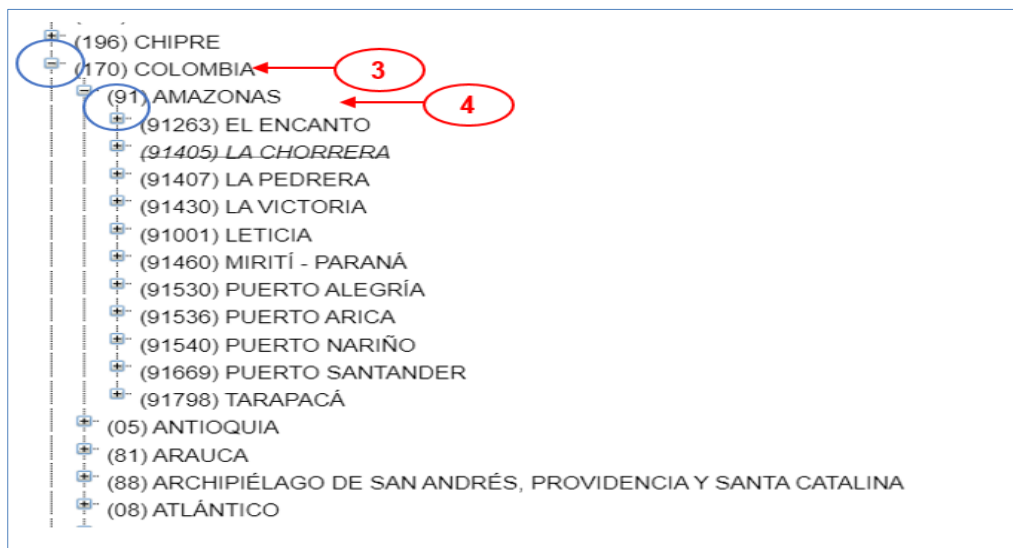 (196) CHIPRE
(170) COLOMBIA 3
(91) AMAZONAS 4
(91263) EL ENCANTO
(91405) LA CHORRERA
(91407) LA PEDRERA
(91430) LA VICTORIA
(91001) LETICIA
(91460) MIRITÍ - PARANÁ
(91530) PUERTO ALEGRÍA
(91536) PUERTO ARICA
(91540) PUERTO NARIÑO
(91669) PUERTO SANTANDER
(91798) TARAPACÁ
(05) ANTIOQUIA
(81) ARAUCA
(88) ARCHIPIÉLAGO DE SAN ANDRÉS, PROVIDENCIA Y SANTA CATALINA
(08) ATLÁNTICO